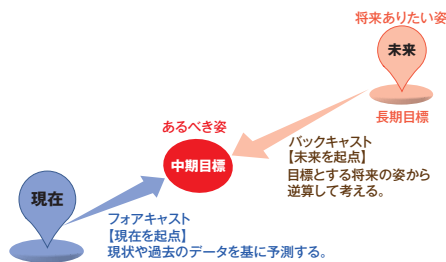 将来ありたい姿
未来
長期目標
あるべき姿
中期目標
バックキャスト
【未来を起点】
目標とする将来の姿から
逆算して考える。
現在
フォアキャスト
【現在を起点】
現状や過去のデータを基に予測する。